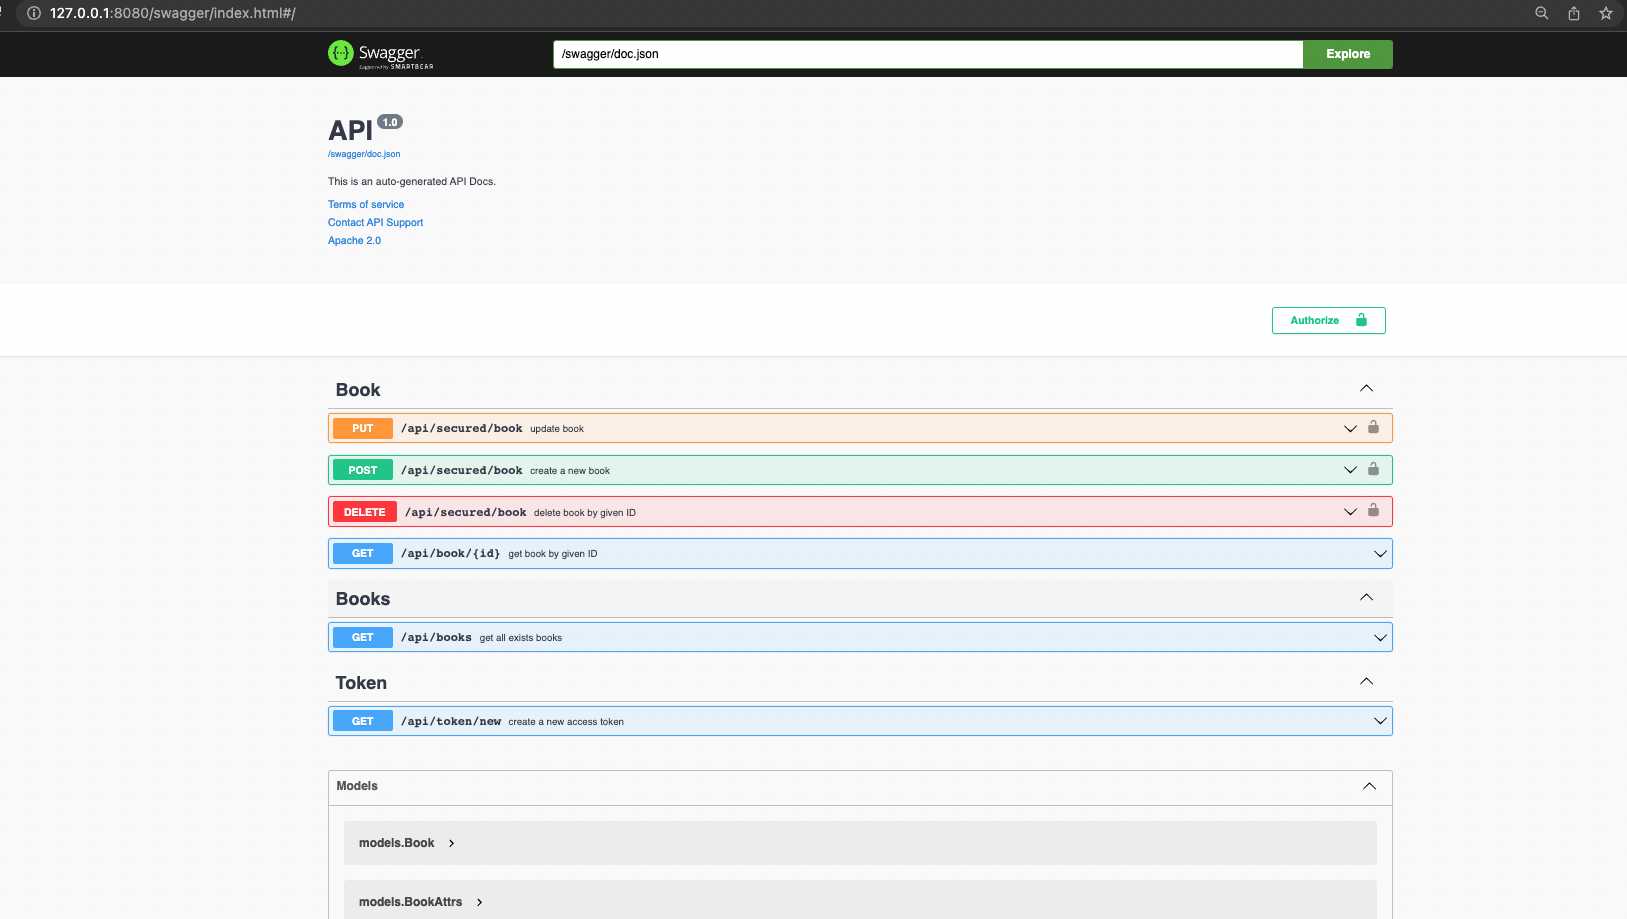 127.0.0.1:8080/swagger/index.html#/
Swagger
Supported by SMARTBEAR
/swagger/doc.json
Explore
API 1.0
/swagger/doc.json
This is an auto-generated API Docs.
Terms of service
Contact API Support
Apache 2.0
Authorize
Book
PUT /api/secured/book update book
POST /api/secured/book create a new book
DELETE /api/secured/book delete book by given ID
GET /api/book/{id} get book by given ID
Books
GET /api/books get all exists books
Token
GET /api/token/new create a new access token
Models
models.Book
models.BookAttrs